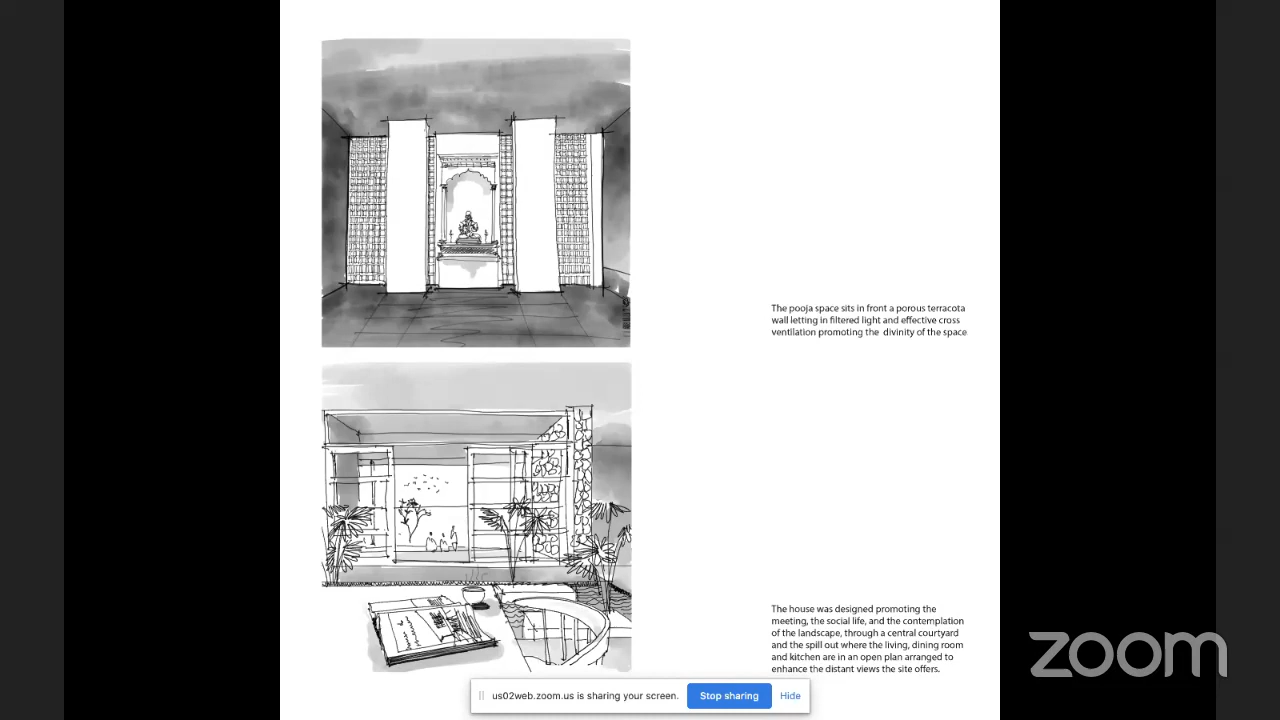 The pooja space sits in front a porous terracota
wall letting in filtered light and effective cross
ventilation promoting the divinity of the space
The house was designed promoting the
meeting, the social life, and the contemplation
of the landscape, through a central courtyard
and the spill out where the living, dining room
and kitchen are in an open plan arranged to
enhance the distant views the site offers.
zoom
us02web.zoom.us is sharing your screen.
Stop sharing
Hide